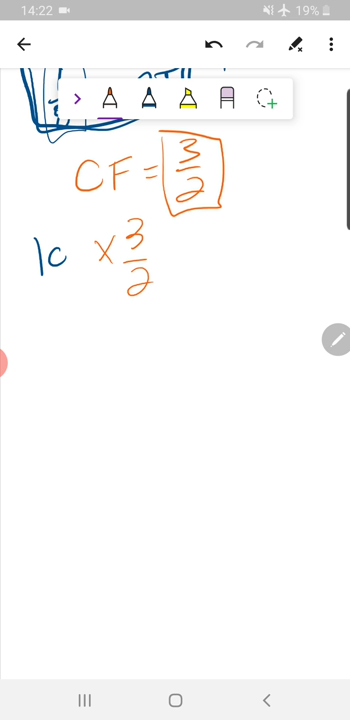 14:22 19%
CF = 3/2
1c × 3/2